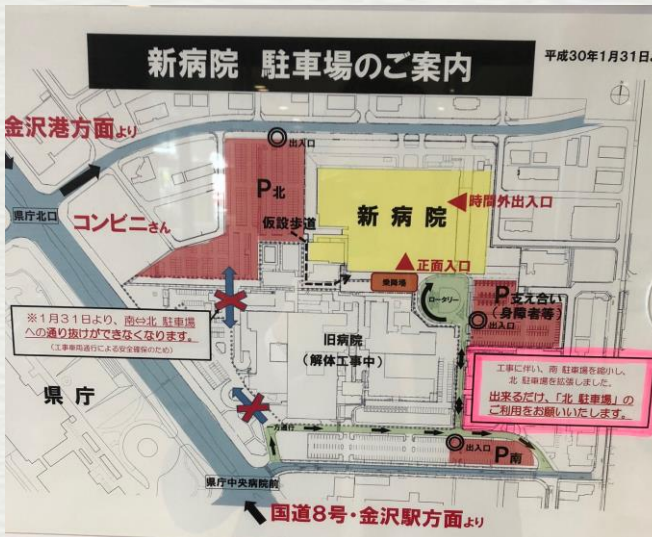 新病院 駐車場のご案内
平成30年1月31日よ
金沢港方面より
出入口
P北
県庁北口
コンビニさん
仮設歩道
新病院
時間外出入口
正面入口
乗降場
ロータリー
P支え合い
(身障者等)
出入口
※1月31日より、南⇔北 駐車場
への通り抜けができなくなります。
(工事車両通行による安全確保のため)
旧病院
(解体工事中)
工事に伴い、南 駐車場を縮小し、
北 駐車場を拡張しました。
出来るだけ、「北 駐車場」の
ご利用をお願いいたします。
県庁
一方通行
出入口
P南
県庁中央病院前
国道8号・金沢駅方面より